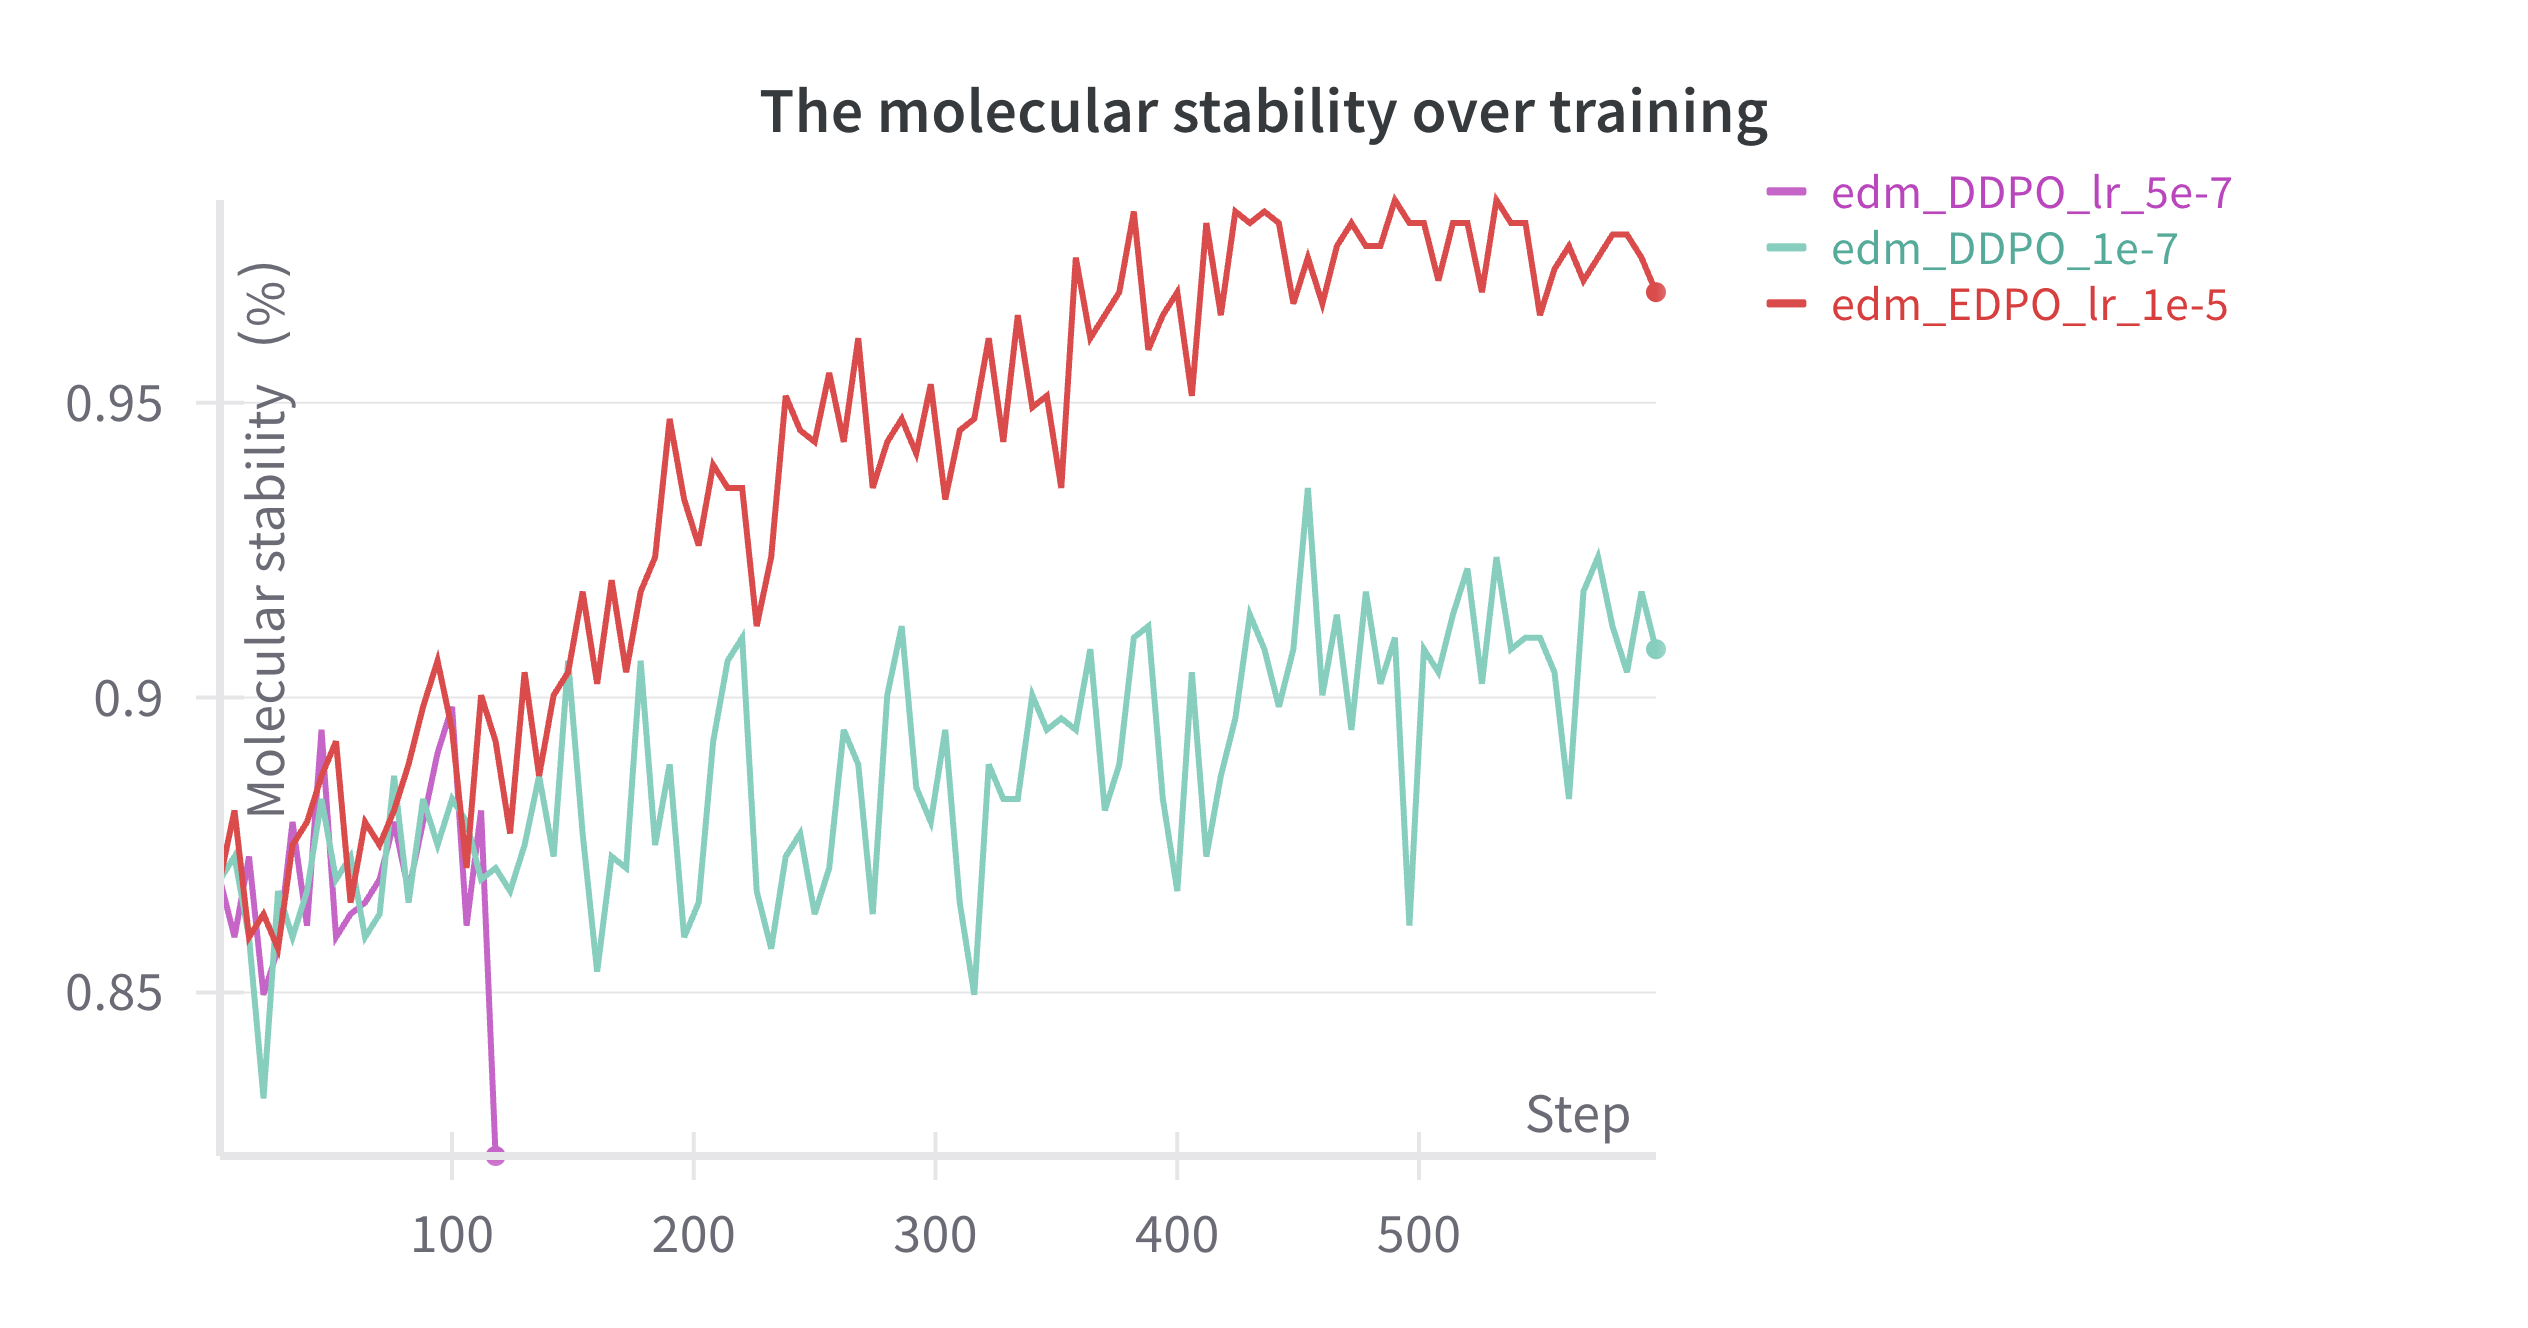 The molecular stability over training
edm_DDPO_lr_5e-7
edm_DDPO_1e-7
edm_EDPO_lr_1e-5
Molecular stability (%)
0.95
0.9
0.85
Step
100 200 300 400 500